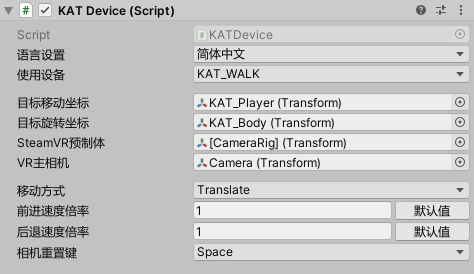 KAT Device (Script)
Script KATDevice
语言设置 简体中文
使用设备 KAT_WALK
目标移动坐标 KAT_Player (Transform)
目标旋转坐标 KAT_Body (Transform)
SteamVR预制体 [CameraRig] (Transform)
VR主相机 Camera (Transform)
移动方式 Translate
前进速度倍率 1 默认值
后退速度倍率 1 默认值
相机重置键 Space